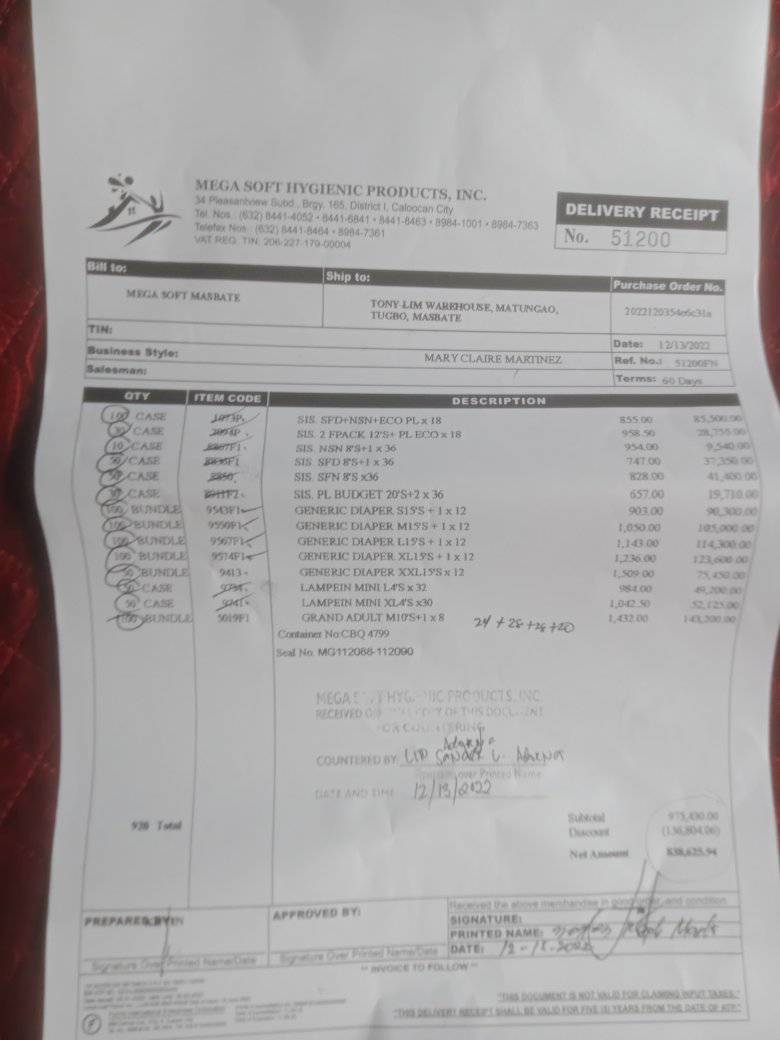 MEGA SOFT HYGIENIC PRODUCTS, INC.
34 Pleasantview Subd., Brgy. 165, District I, Caloocan City
Tel. Nos.: (632) 8441-4052 • 8441-6841 • 8441-8463 • 8984-1001 • 8984-7363
Telefax Nos.: (632) 8441-8464 • 8984-7361
VAT REG. TIN: 206-227-179-00004
DELIVERY RECEIPT
No. 51200
Bill to: Ship to: Purchase Order No.
MEGA SOFT MASBATE
TONY LIM WAREHOUSE, MATUNGAO,
TUGBO, MASBATE
2022120354e6c31a
TIN:
Date: 12/13/2022
Business Style: MARY CLAIRE MARTINEZ
Ref. No.: 51200FN
Salesman:
Terms: 60 Days
QTY ITEM CODE DESCRIPTION
100 CASE 1073P SIS. SFD+NSN+ECO PL x 18 855.00 85,500.00
30 CASE SIS. 2 FPACK 12'S+ PL ECO x 18 958.50 28,755.00
10 CASE 8867F1 SIS. NSN 8'S+1 x 36 954.00 9,540.00
50 CASE SIS. SFD 8'S+1 x 36 747.00 37,350.00
50 CASE SIS. SFN 8'S x36 828.00 41,400.00
30 CASE SIS. PL BUDGET 20'S+2 x 36 657.00 19,710.00
100 BUNDLE 9543F1 GENERIC DIAPER S15'S + 1 x 12 903.00 90,300.00
100 BUNDLE 9550F1 GENERIC DIAPER M15'S + 1 x 12 1,050.00 105,000.00
100 BUNDLE 9567F1 GENERIC DIAPER L15'S + 1 x 12 1,143.00 114,300.00
100 BUNDLE 9574F1 GENERIC DIAPER XL15'S + 1 x 12 1,236.00 123,600.00
50 BUNDLE 9413 GENERIC DIAPER XXL15'S x 12 1,509.00 75,450.00
50 CASE 9734 LAMPEIN MINI L4'S x 32 984.00 49,200.00
50 CASE 9741 LAMPEIN MINI XL4'S x30 1,042.50 52,125.00
100 BUNDLE 5019F1 GRAND ADULT M10'S+1 x 8 1,432.00 143,200.00
24 + 28 + 28 + 20
Container No:CBQ 4799
Seal No. MG112088-112090
MEGA SOFT HYGIENIC PRODUCTS, INC.
RECEIVED COPY OF THIS DOCUMENT
FOR COUNTERING
COUNTERED BY:
Signature over Printed Name
DATE AND TIME 12/13/2022
920 Total
Subtotal 975,430.00
Discount (136,804.06)
Net Amount 838,625.94
PREPARED BY:
APPROVED BY:
Received the above merchandise in good order and condition
SIGNATURE:
PRINTED NAME:
DATE:
Signature Over Printed Name/Date Signature Over Printed Name/Date
** INVOICE TO FOLLOW **
"THIS DOCUMENT IS NOT VALID FOR CLAIMING INPUT TAXES."
"THIS DELIVERY RECEIPT SHALL BE VALID FOR FIVE (5) YEARS FROM THE DATE OF ATP."